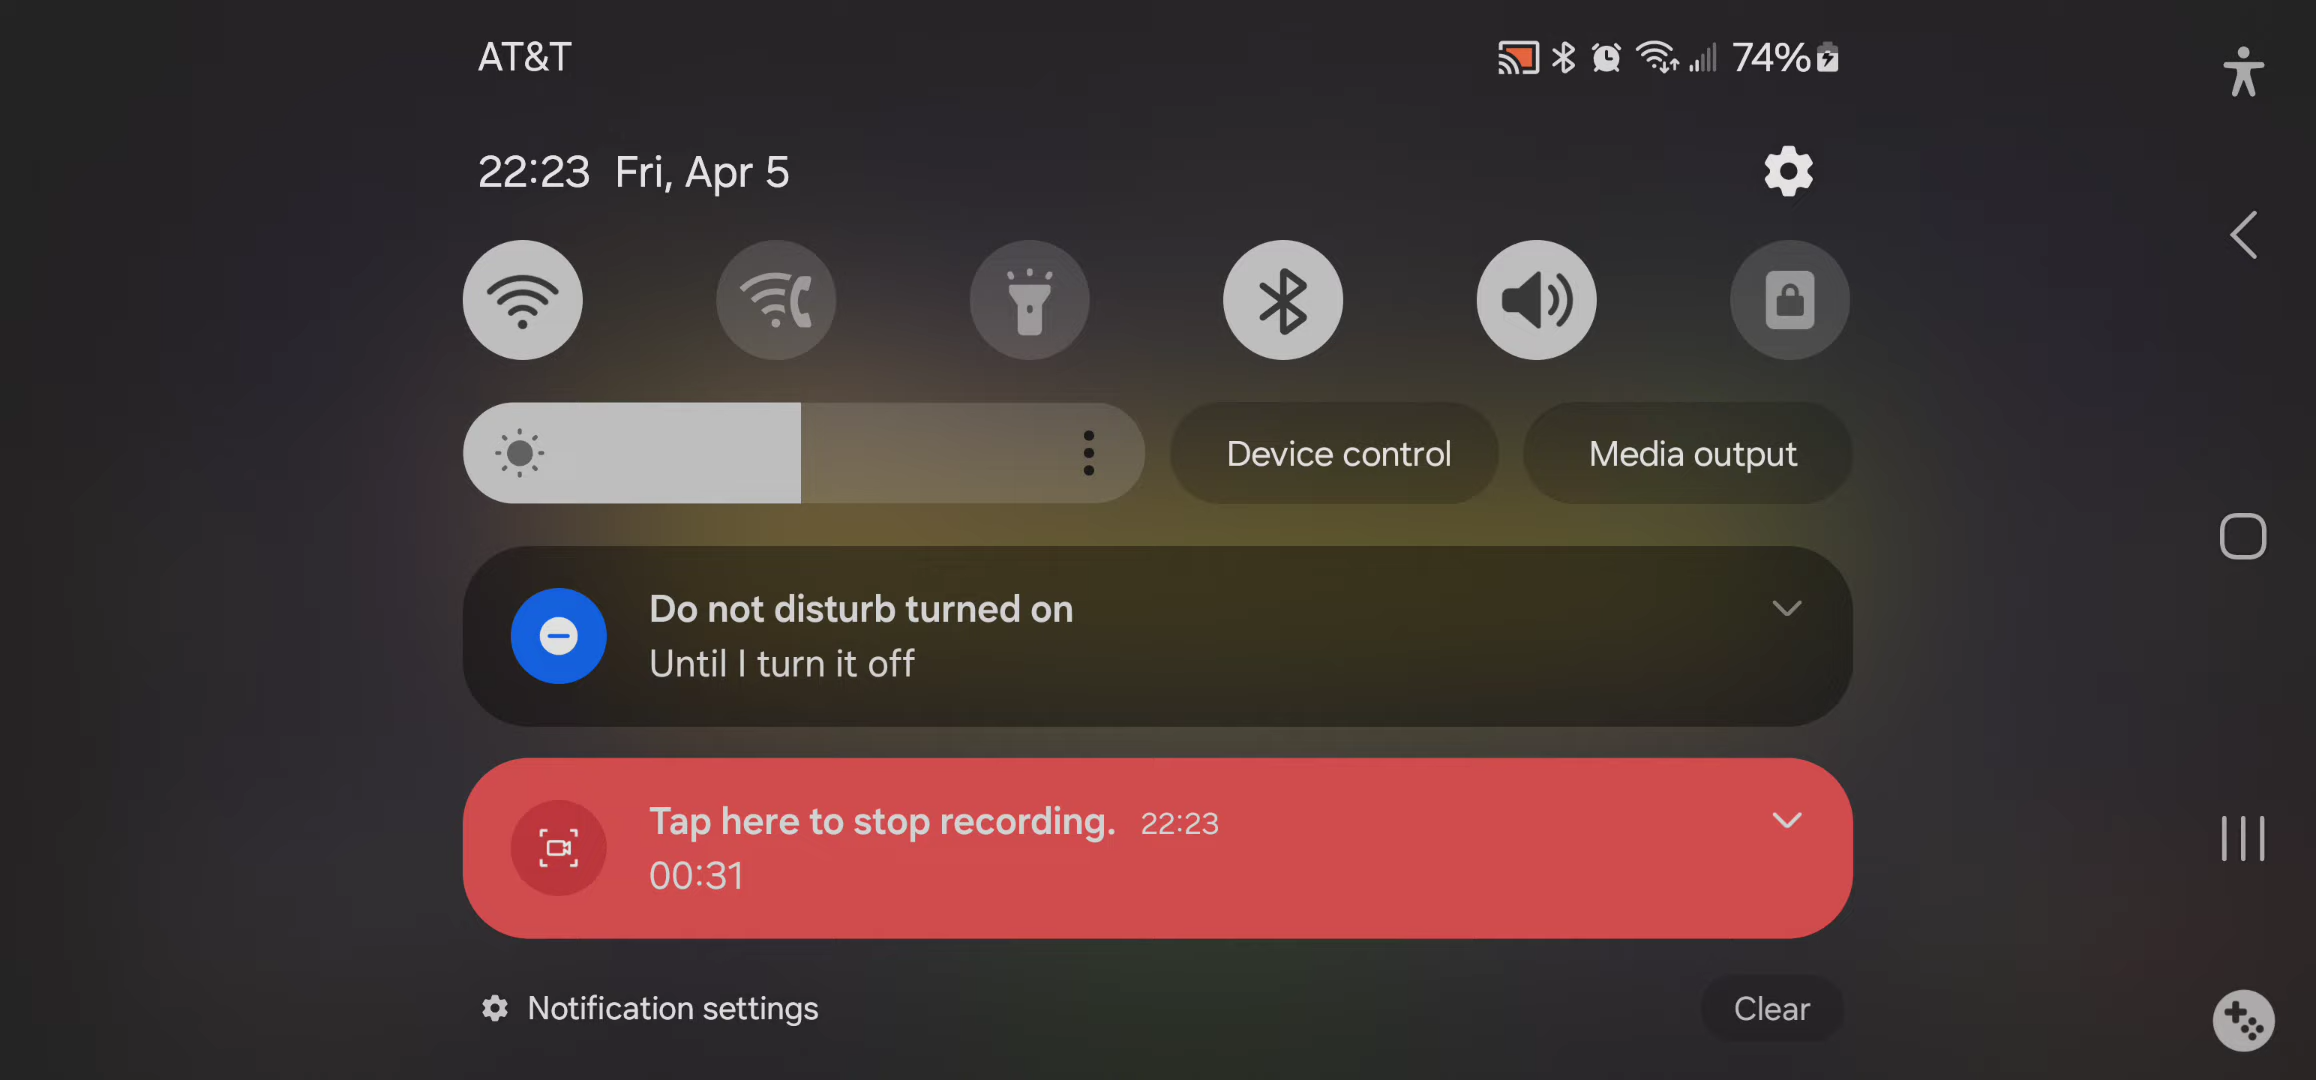 AT&T
74%
22:23 Fri, Apr 5
Device control
Media output
Do not disturb turned on
Until I turn it off
Tap here to stop recording. 22:23
00:31
Notification settings
Clear